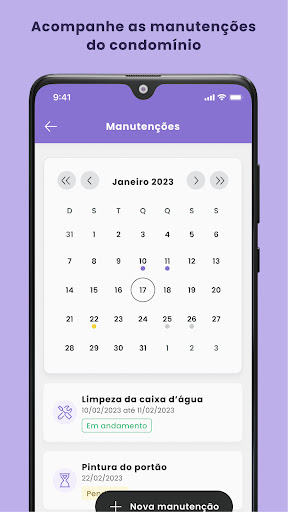 Acompanhe as manutenções
do condomínio
9:41
Manutenções
Janeiro 2023
D S T Q Q S S
31 1 2 3 4 5 6
7 8 9 10 11 12 13
14 15 16 17 18 19 20
21 22 23 24 25 26 27
28 29 30 31 1 2 3
Limpeza da caixa d'água
10/02/2023 até 11/02/2023
Em andamento
Pintura do portão
22/02/2023
+ Nova manutenção